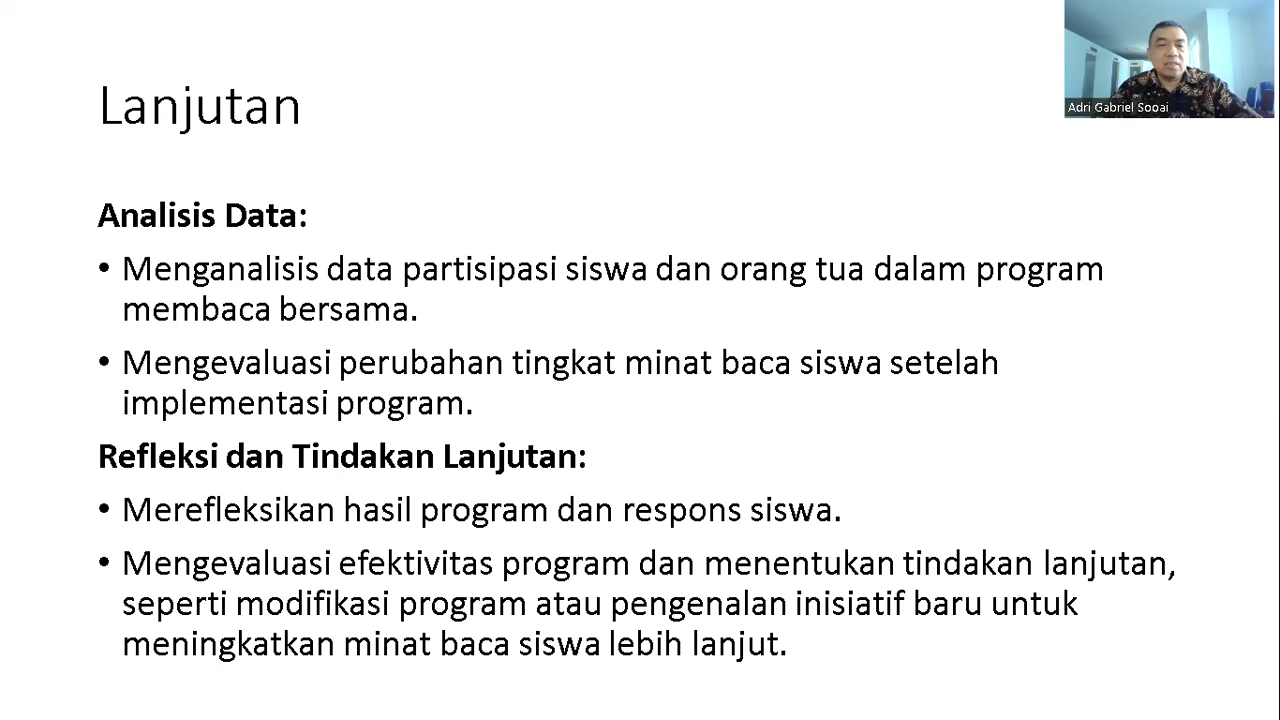 Lanjutan
Adri Gabriel Sooai
Analisis Data:
• Menganalisis data partisipasi siswa dan orang tua dalam program
membaca bersama.
• Mengevaluasi perubahan tingkat minat baca siswa setelah
implementasi program.
Refleksi dan Tindakan Lanjutan:
• Merefleksikan hasil program dan respons siswa.
• Mengevaluasi efektivitas program dan menentukan tindakan lanjutan,
seperti modifikasi program atau pengenalan inisiatif baru untuk
meningkatkan minat baca siswa lebih lanjut.